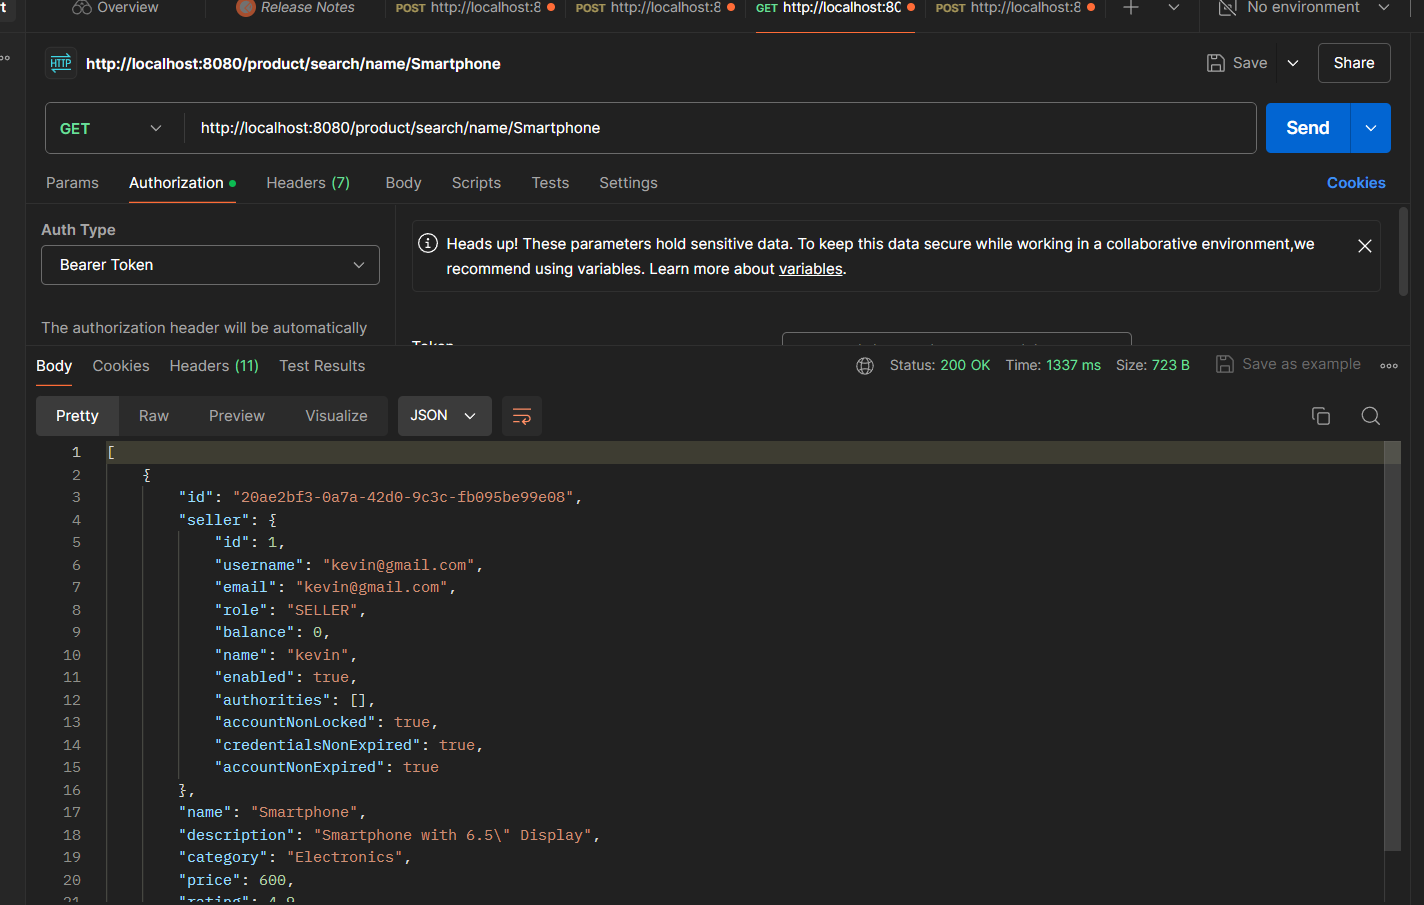 t Overview Release Notes POST http://localhost:8 POST http://localhost:8 GET http://localhost:80 POST http://localhost:8 No environment
HTTP http://localhost:8080/product/search/name/Smartphone Save Share
GET http://localhost:8080/product/search/name/Smartphone Send
Params Authorization Headers (7) Body Scripts Tests Settings Cookies
Auth Type
Bearer Token
Heads up! These parameters hold sensitive data. To keep this data secure while working in a collaborative environment,we
recommend using variables. Learn more about variables.
The authorization header will be automatically
Token
Body Cookies Headers (11) Test Results Status: 200 OK Time: 1337 ms Size: 723 B Save as example
Pretty Raw Preview Visualize JSON
1 [
2 {
3 "id": "20ae2bf3-0a7a-42d0-9c3c-fb095be99e08",
4 "seller": {
5 "id": 1,
6 "username": "kevin@gmail.com",
7 "email": "kevin@gmail.com",
8 "role": "SELLER",
9 "balance": 0,
10 "name": "kevin",
11 "enabled": true,
12 "authorities": [],
13 "accountNonLocked": true,
14 "credentialsNonExpired": true,
15 "accountNonExpired": true
16 },
17 "name": "Smartphone",
18 "description": "Smartphone with 6.5\" Display",
19 "category": "Electronics",
20 "price": 600,
21 "rating": 4.9